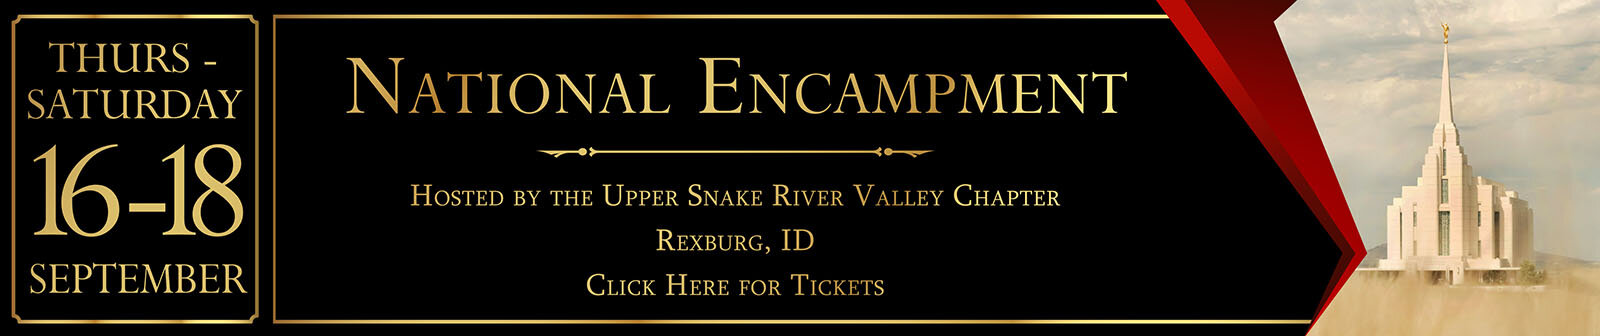 THURS -
SATURDAY
16-18
SEPTEMBER
National Encampment
Hosted by the Upper Snake River Valley Chapter
Rexburg, ID
Click Here for Tickets